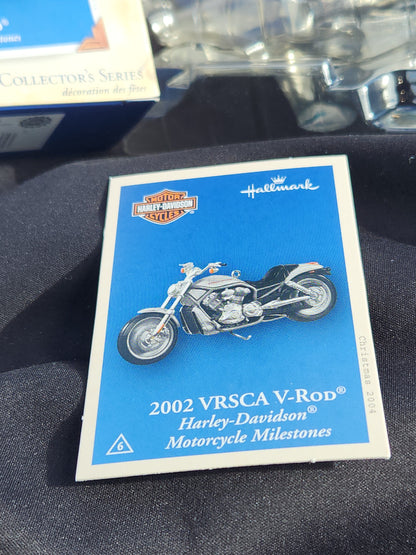 ®
lestones
COLLECTOR'S SERIES
décoration des fêtes
MOTOR
HARLEY-DAVIDSON
CYCLES
Hallmark
2002 VRSCA V-ROD®
Harley-Davidson®
Motorcycle Milestones
6
Christmas 2004